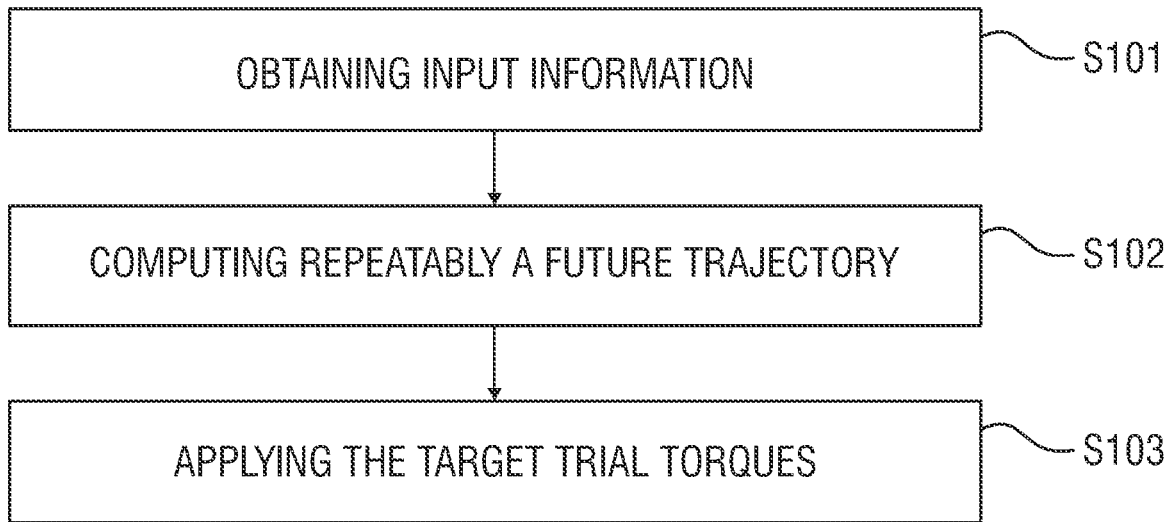 OBTAINING INPUT INFORMATION
S101
COMPUTING REPEATABLY A FUTURE TRAJECTORY
S102
APPLYING THE TARGET TRIAL TORQUES
S103